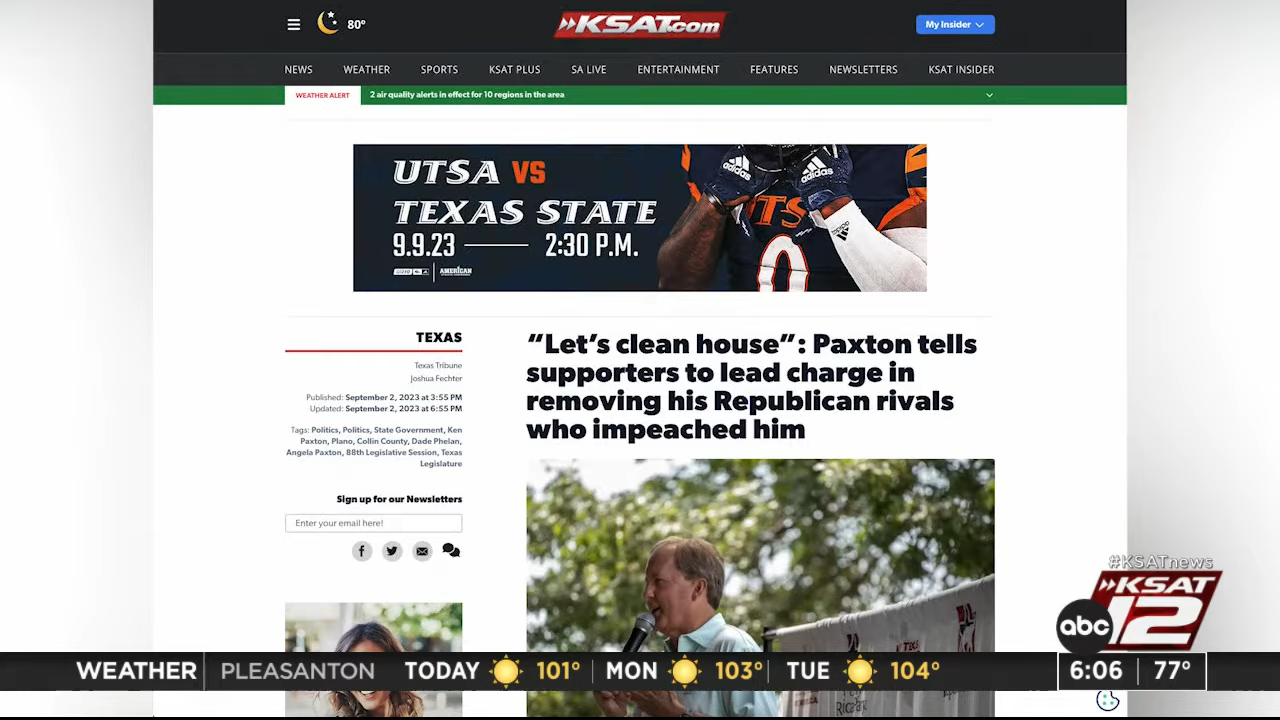 80°
KSAT.com
My Insider
NEWS
WEATHER
SPORTS
KSAT PLUS
SA LIVE
ENTERTAINMENT
FEATURES
NEWSLETTERS
KSAT INSIDER
WEATHER ALERT
2 air quality alerts in effect for 10 regions in the area
UTSA VS
TEXAS STATE
9.9.23
2:30 P.M.
AMERICAN
adidas
adidas
UTS
0
TEXAS
Texas Tribune
Joshua Fechter
Published: September 2, 2023 at 3:55 PM
Updated: September 2, 2023 at 6:55 PM
Tags: Politics, Politics, State Government, Ken
Paxton, Plano, Collin County, Dade Phelan,
Angela Paxton, 88th Legislative Session, Texas
Legislature
Sign up for our Newsletters
Enter your email here!
“Let’s clean house”: Paxton tells
supporters to lead charge in
removing his Republican rivals
who impeached him
#KSATnews
KSAT
abc
12
WEATHER
PLEASANTON
TODAY 101°
MON 103°
TUE 104°
6:06
77°